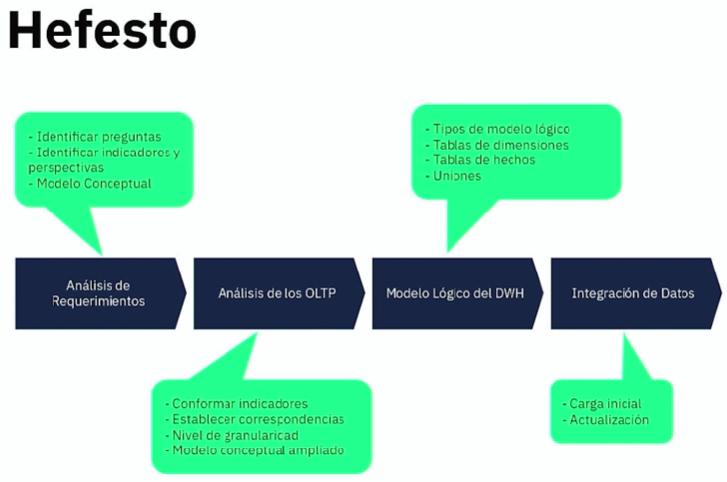 Hefesto
- Identificar preguntas
- Identificar indicadores y
perspectivas
- Modelo Conceptual
- Tipos de modelo lógico
- Tablas de dimensiones
- Tablas de hechos
- Uniones
Análisis de
Requerimientos
Análisis de los OLTP
Modelo Lógico del DWH
Integración de Datos
- Conformar indicadores
- Establecer correspondencias
- Nivel de granularicad
- Modelo conceptual ampliado
- Carga inicial
- Actualización